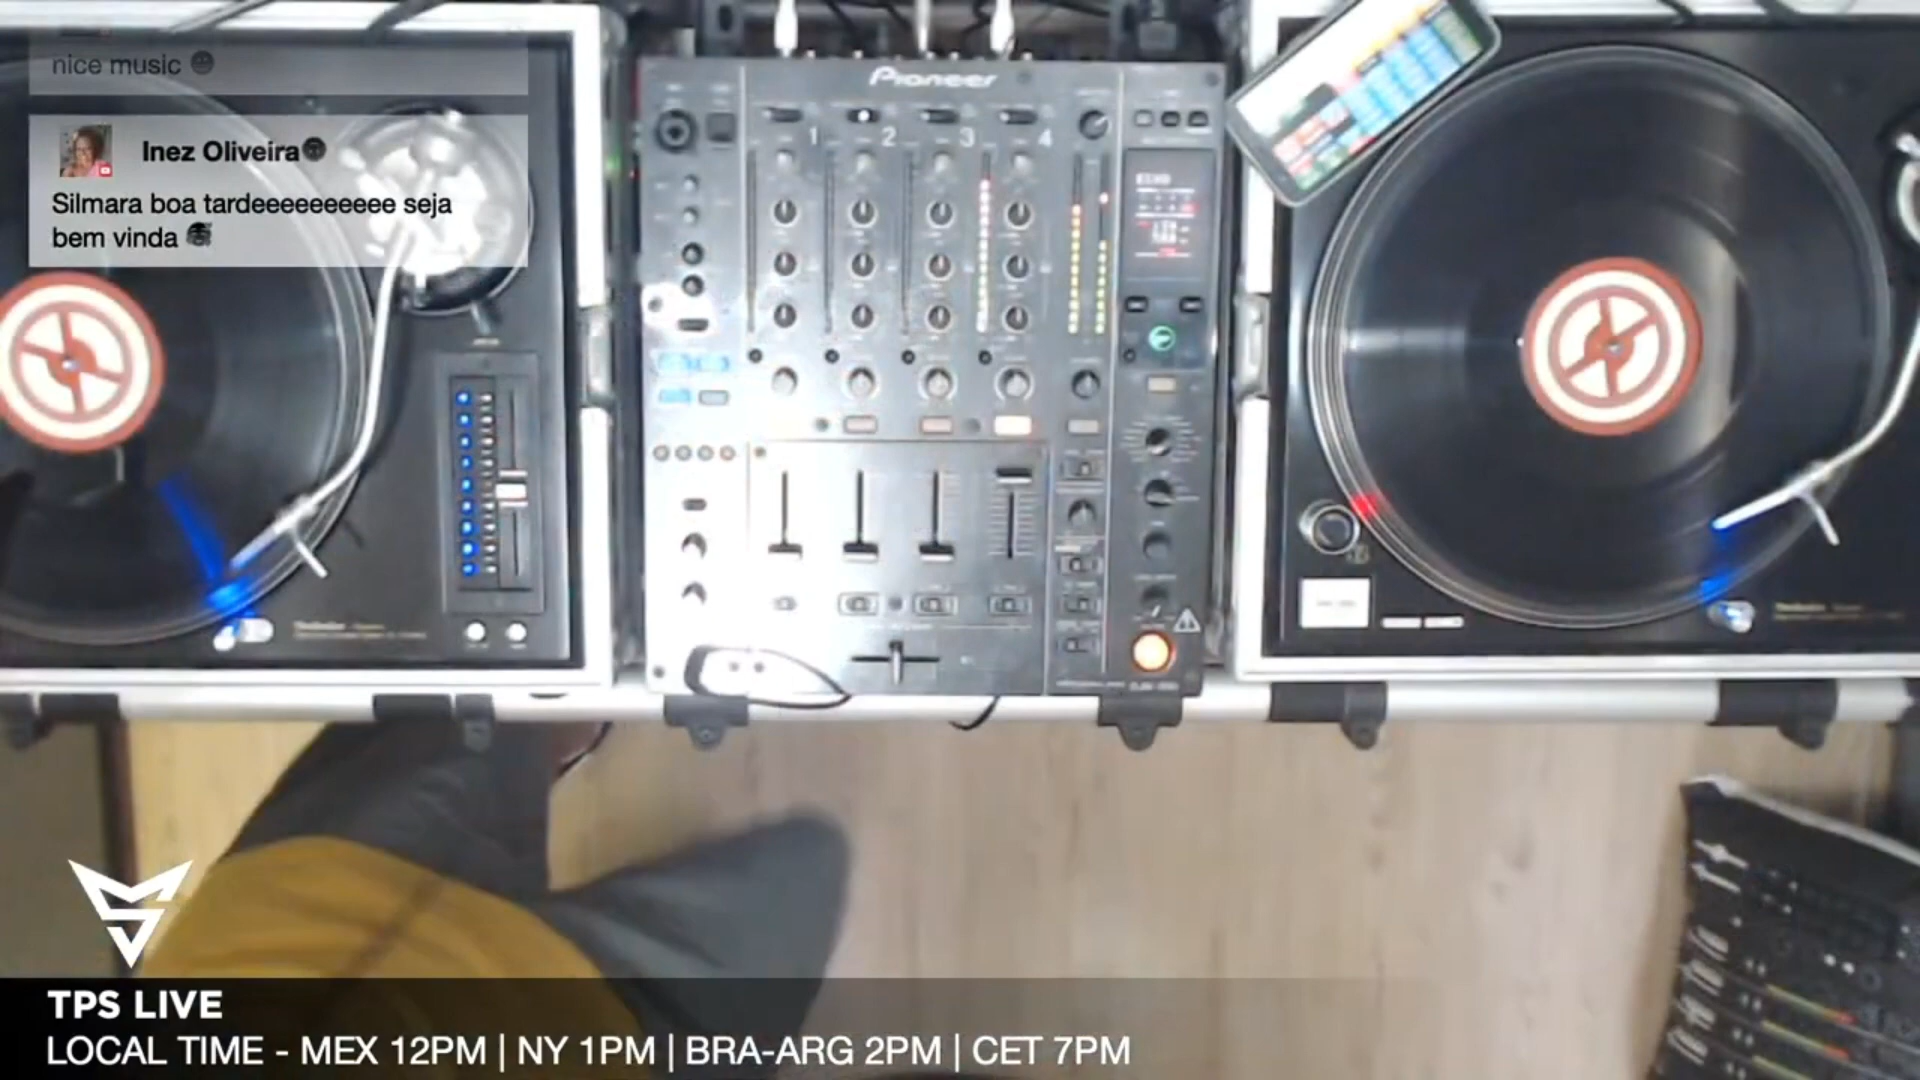 nice music
Inez Oliveira
Silmara boa tardeeeeeeeeee seja
bem vinda
Pioneer
1 2 3 4
ECHO
TPS LIVE
LOCAL TIME - MEX 12PM | NY 1PM | BRA-ARG 2PM | CET 7PM